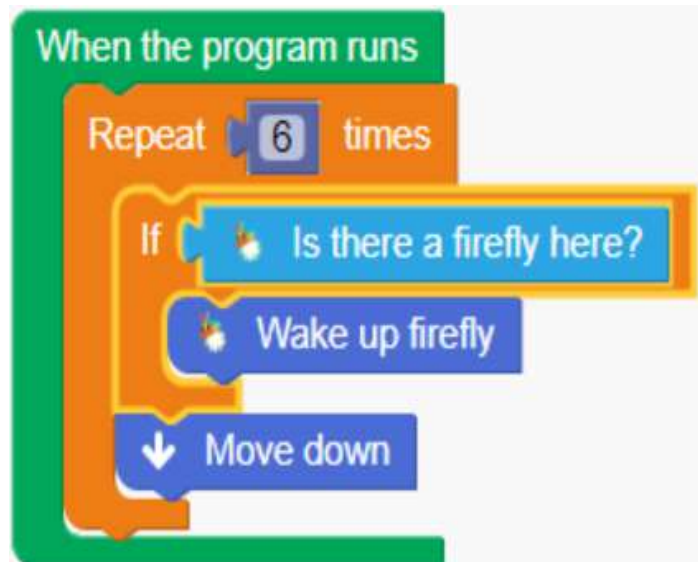 When the program runs
Repeat 6 times
If Is there a firefly here?
Wake up firefly
Move down